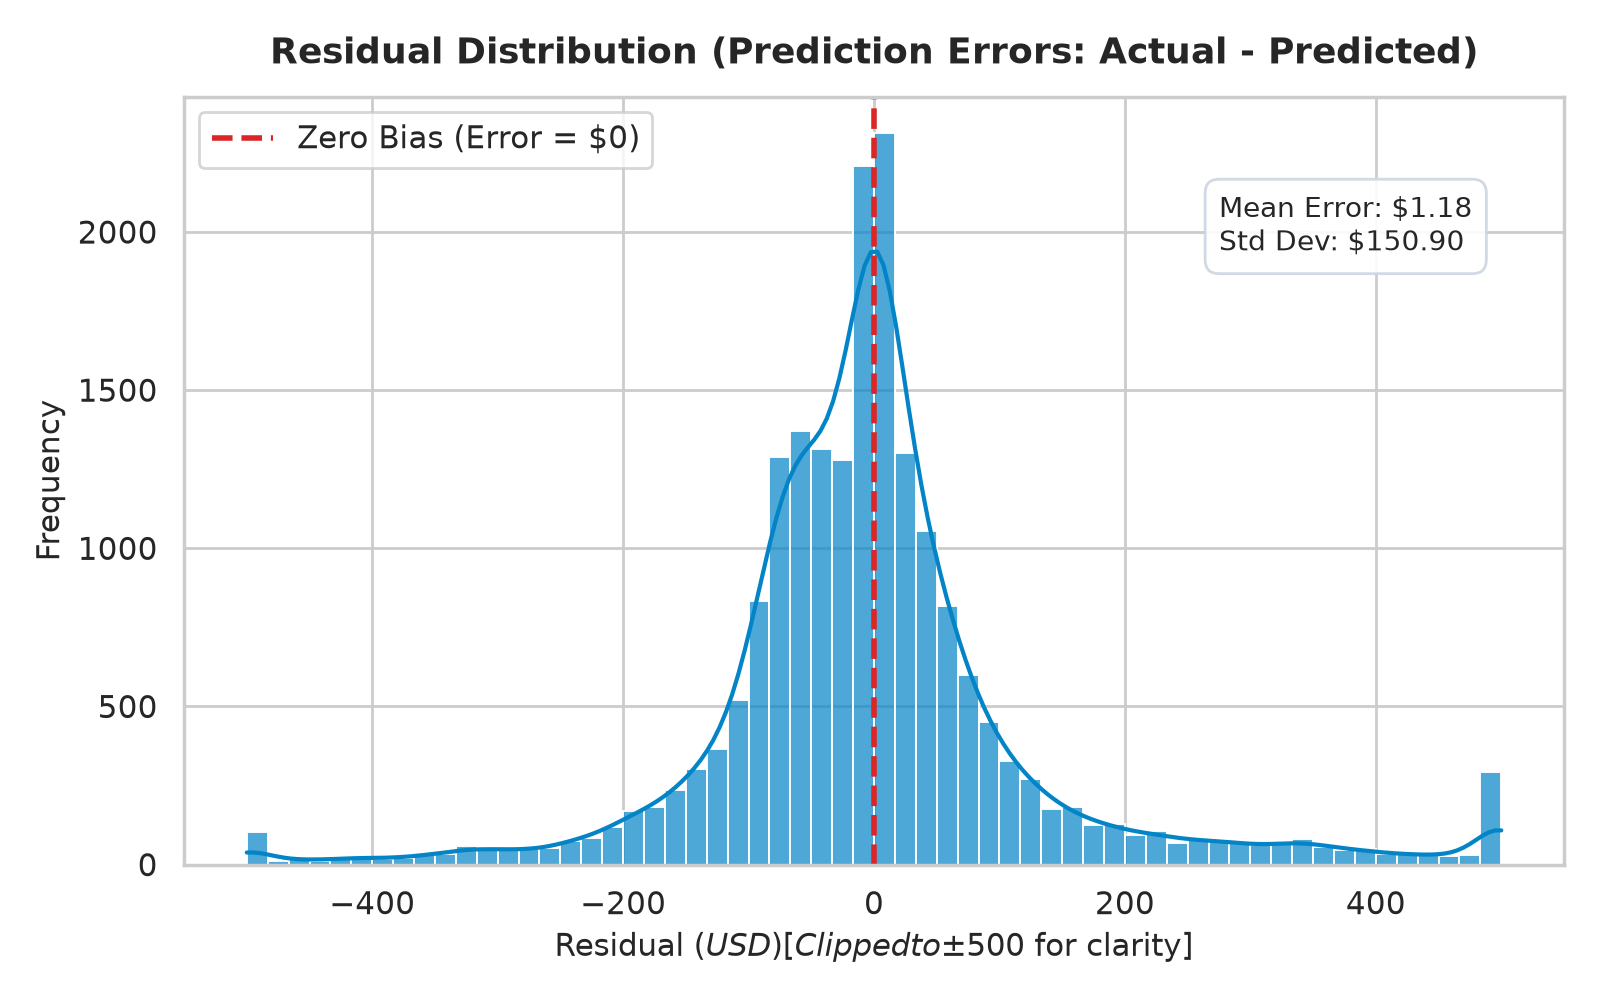 Residual Distribution (Prediction Errors: Actual - Predicted)
Zero Bias (Error = $0)
Mean Error: $1.18
Std Dev: $150.90
Frequency
2000
1500
1000
500
0
−400
−200
0
200
400
Residual (USD)[Clippedto±500 for clarity]